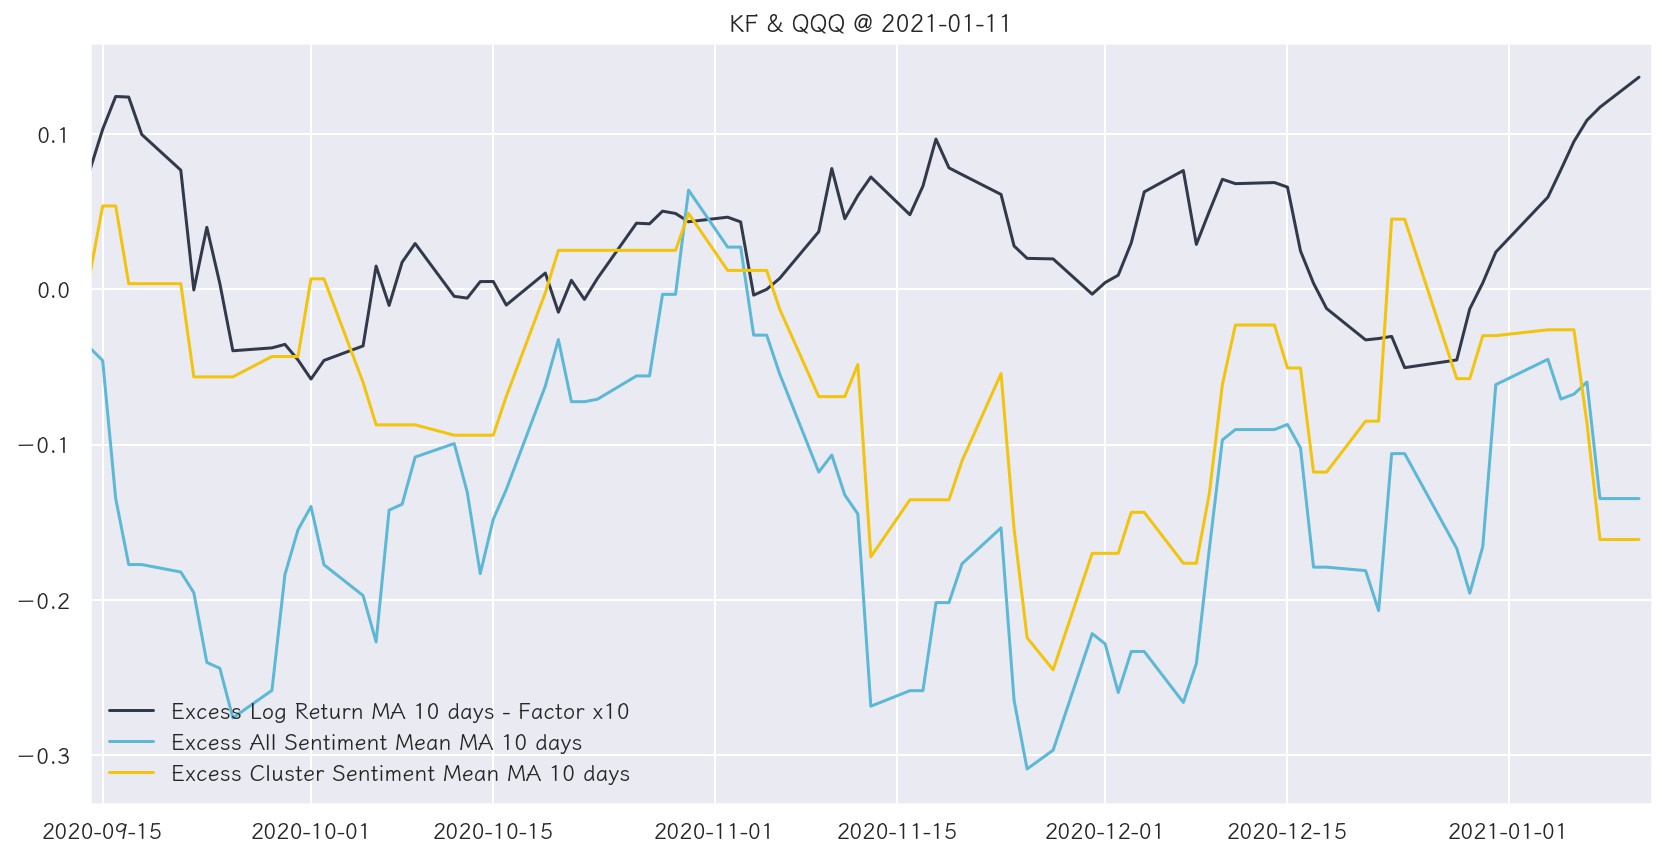 KF & QQQ @ 2021-01-11
0.1
0.0
−0.1
−0.2
−0.3
Excess Log Return MA 10 days - Factor x10
Excess All Sentiment Mean MA 10 days
Excess Cluster Sentiment Mean MA 10 days
2020-09-15 2020-10-01 2020-10-15 2020-11-01 2020-11-15 2020-12-01 2020-12-15 2021-01-01